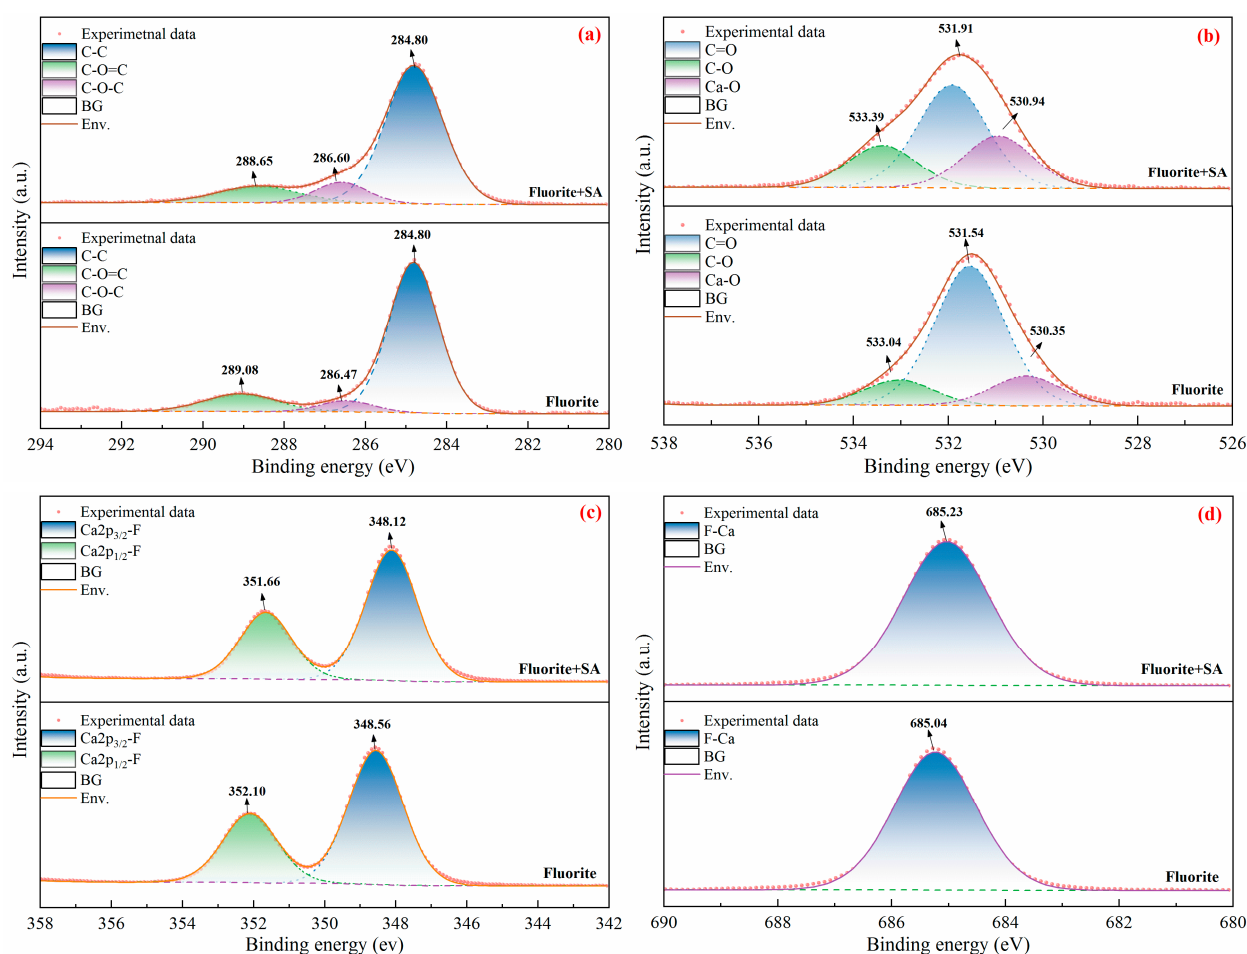 (a)
Experimetnal data
C-C
C-O=C
C-O-C
BG
Env.
284.80
288.65
286.60
Fluorite+SA
Experimetnal data
C-C
C-O=C
C-O-C
BG
Env.
284.80
289.08
286.47
Fluorite
Intensity (a.u.)
294 292 290 288 286 284 282 280
Binding energy (eV)
(b)
Experimental data
C=O
C-O
Ca-O
BG
Env.
531.91
533.39
530.94
Fluorite+SA
Experimental data
C=O
C-O
Ca-O
BG
Env.
531.54
533.04
530.35
Fluorite
Intensity (a.u.)
538 536 534 532 530 528 526
Binding energy (eV)
(c)
Experimental data
Ca2p3/2-F
Ca2p1/2-F
BG
Env.
348.12
351.66
Fluorite+SA
Experimental data
Ca2p3/2-F
Ca2p1/2-F
BG
Env.
348.56
352.10
Fluorite
Intensity (a.u.)
358 356 354 352 350 348 346 344 342
Binding energy (ev)
(d)
Experimental data
F-Ca
BG
Env.
685.23
Fluorite+SA
Experimental data
F-Ca
BG
Env.
685.04
Fluorite
Intensity (a.u.)
690 688 686 684 682 680
Binding energy (eV)